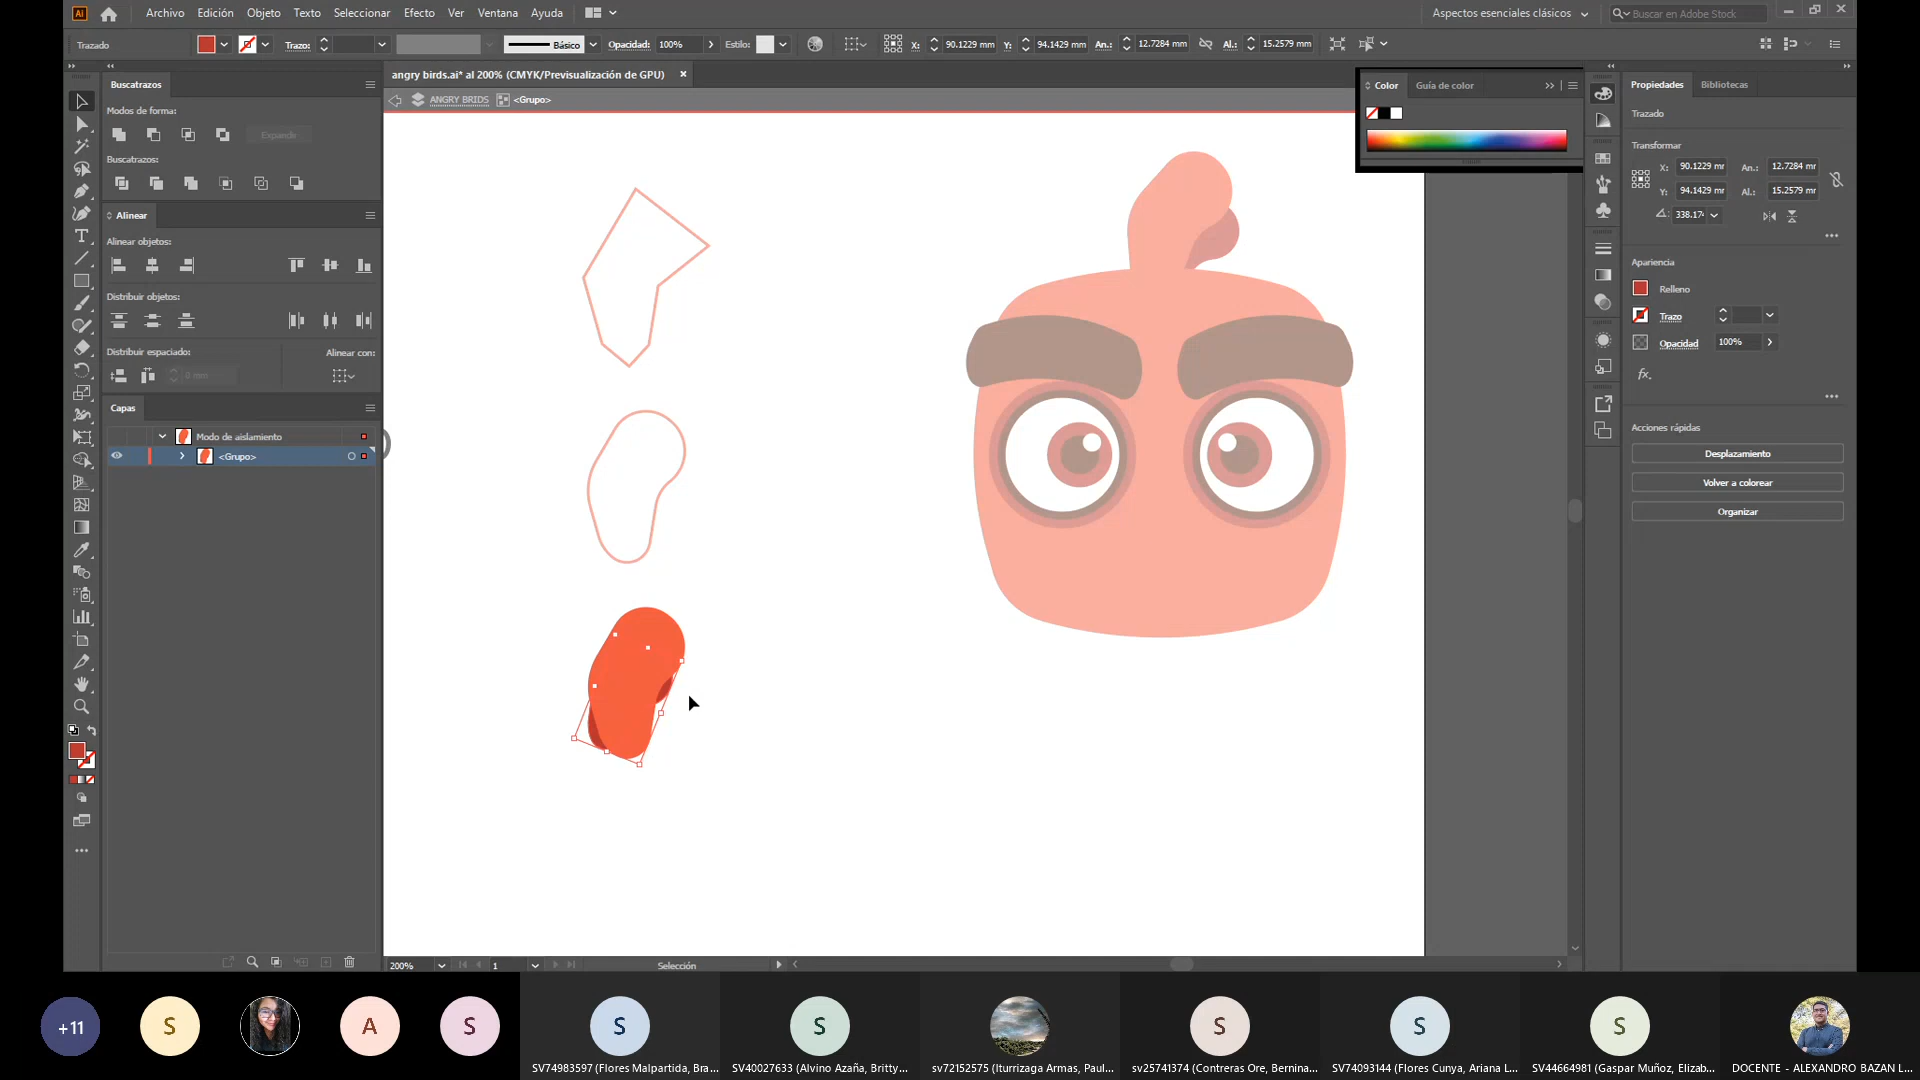 Ai
Archivo Edición Objeto Texto Seleccionar Efecto Ver Ventana Ayuda
Aspectos esenciales clásicos
Buscar en Adobe Stock
Trazado
Trazo:
Básico
Opacidad: 100%
Estilo:
X: 90.1229 mm
Y: 94.1429 mm
An.: 12.7284 mm
Al.: 15.2579 mm
angry birds.ai* al 200% (CMYK/Previsualización de GPU)
ANGRY BRIDS <Grupo>
Buscatrazos
Modos de forma:
Expande
Buscatrazos:
Alinear
Alinear objetos:
Distribuir objetos:
Distribuir espaciado:
Alinear con:
0 mm
Capas
Modo de aislamiento
<Grupo>
Color
Guía de color
Propiedades
Bibliotecas
Trazado
Transformar
X: 90.1229 mr
An.: 12.7284 mr
Y: 94.1429 mr
Al.: 15.2579 mr
338.17
Apariencia
Relleno
Trazo
Opacidad 100%
fx.
Acciones rápidas
Desplazamiento
Volver a colorear
Organizar
200%
1
Selección
+11
S
A
S
S
SV74983597 (Flores Malpartida, Bra...
S
SV40027633 (Alvino Azaña, Britty...
sv72152575 (Iturrizaga Armas, Paul...
S
sv25741374 (Contreras Ore, Bernina...
S
SV74093144 (Flores Cunya, Ariana L...
S
SV44664981 (Gaspar Muñoz, Elizab...
DOCENTE - ALEXANDRO BAZAN L...